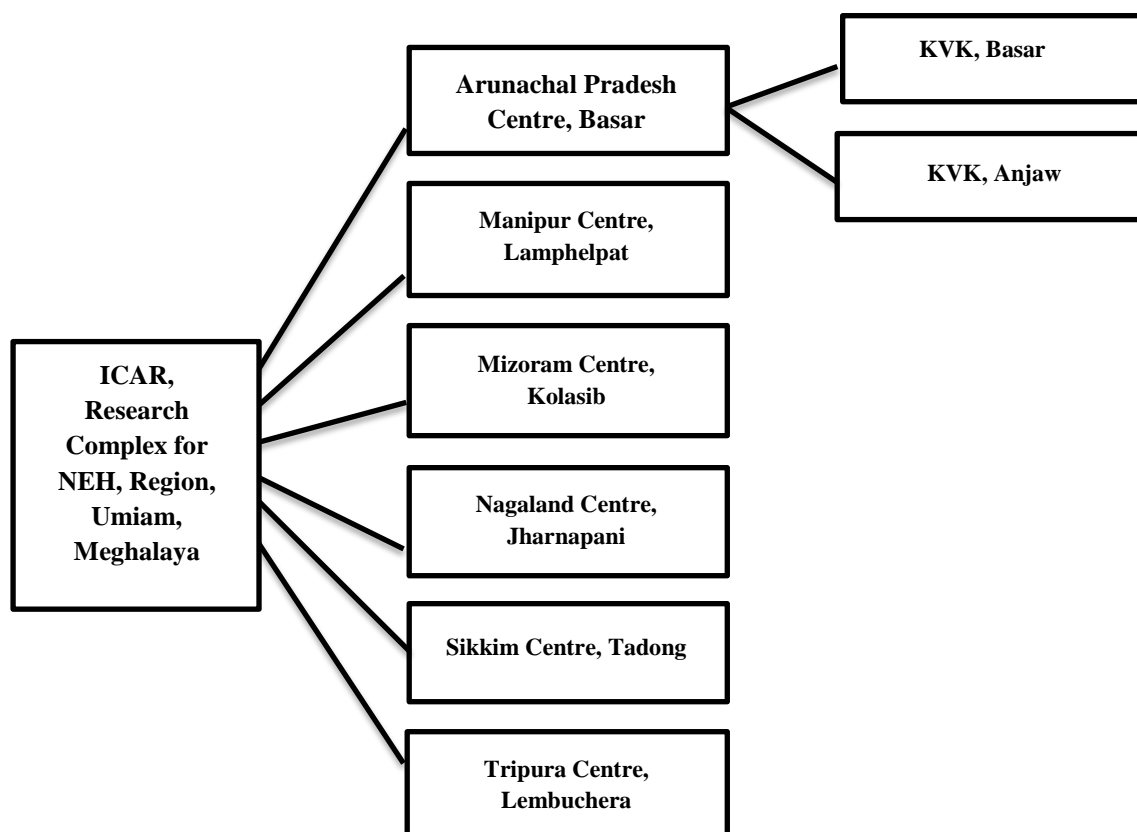 ICAR,
Research
Complex for
NEH, Region,
Umiam,
Meghalaya
Arunachal Pradesh
Centre, Basar
Manipur Centre,
Lamphelpat
Mizoram Centre,
Kolasib
Nagaland Centre,
Jharnapani
Sikkim Centre, Tadong
Tripura Centre,
Lembuchera
KVK, Basar
KVK, Anjaw